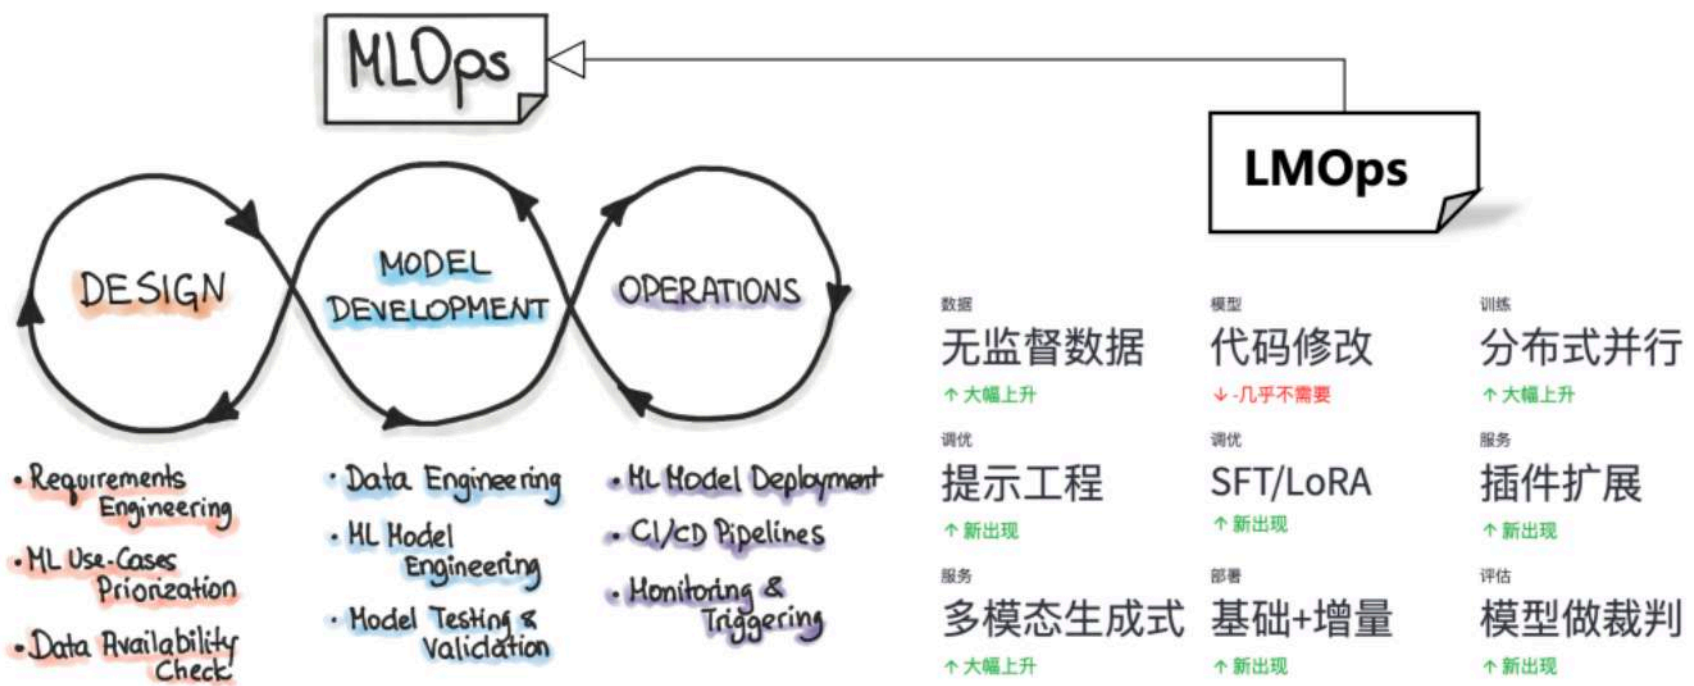 MLOps
LMOps
DESIGN
MODEL
DEVELOPMENT
OPERATIONS
• Requirements
Engineering
• ML Use-Cases
Priorization
• Data Availability
Check
• Data Engineering
• ML Model
Engineering
• Model Testing &
Validation
• ML Model Deployment
• CI/CD Pipelines
• Monitoring &
Triggering
数据
无监督数据
↑ 大幅上升
模型
代码修改
↓ -几乎不需要
训练
分布式并行
↑ 大幅上升
调优
提示工程
↑ 新出现
调优
SFT/LoRA
↑ 新出现
服务
插件扩展
↑ 新出现
服务
多模态生成式
↑ 大幅上升
部署
基础+增量
↑ 新出现
评估
模型做裁判
↑ 新出现